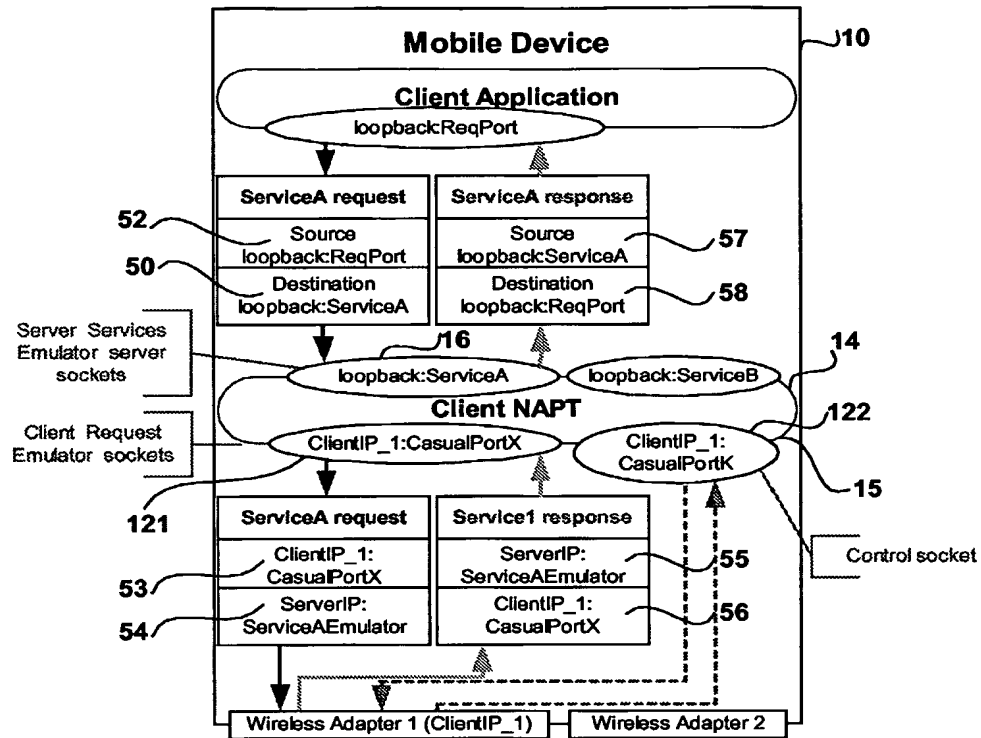 Mobile Device
10
Client Application
loopback:ReqPort
ServiceA request
ServiceA response
52
Source
loopback:ReqPort
Source
loopback:ServiceA
57
50
Destination
loopback:ServiceA
Destination
loopback:ReqPort
58
Server Services
Emulator server
sockets
16
14
loopback:ServiceA
loopback:ServiceB
Client NAPT
122
Client Request
Emulator sockets
ClientIP_1:CasualPortX
ClientIP_1:
CasualPortK
15
121
ServiceA request
Service1 response
Control socket
53
ClientIP_1:
CasualPortX
ServerIP:
ServiceAEmulator
55
54
ServerIP:
ServiceAEmulator
ClientIP_1:
CasualPortX
56
Wireless Adapter 1 (ClientIP_1)
Wireless Adapter 2